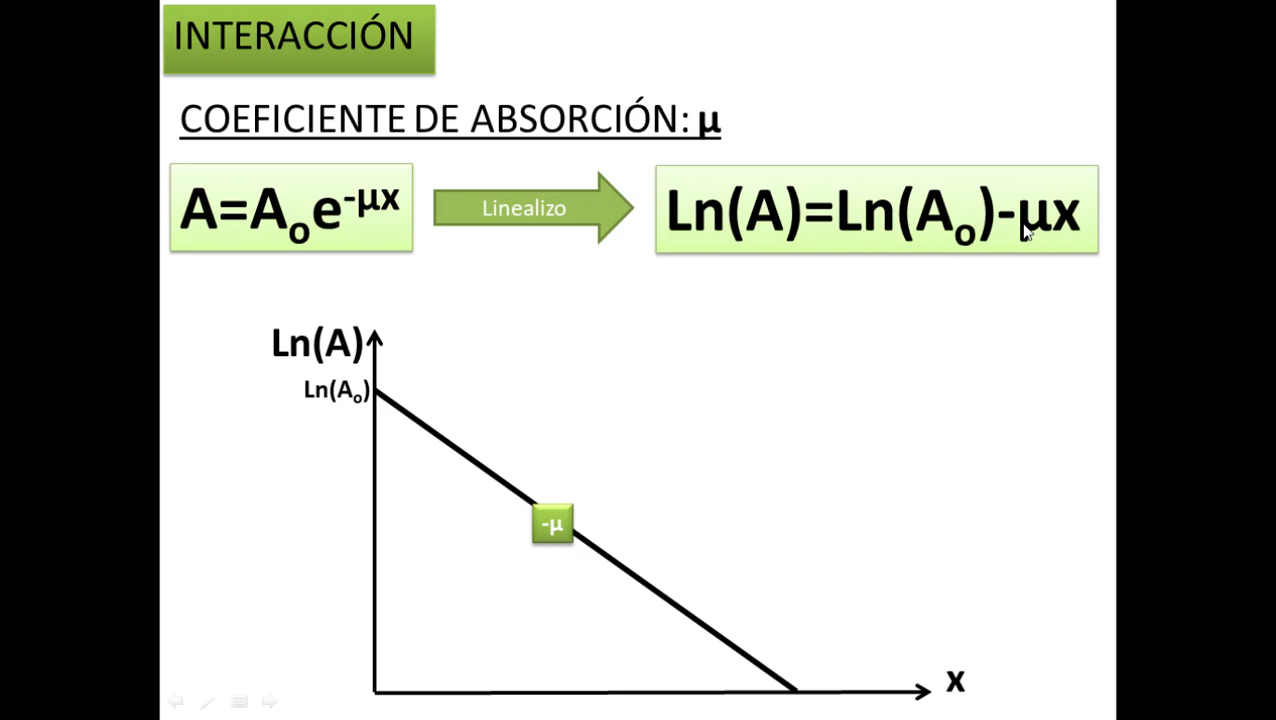 INTERACCIÓN
COEFICIENTE DE ABSORCIÓN: μ
A=Aₒe^-μx
Linealizo
Ln(A)=Ln(Aₒ)-μx
Ln(A)
Ln(Aₒ)
-μ
x